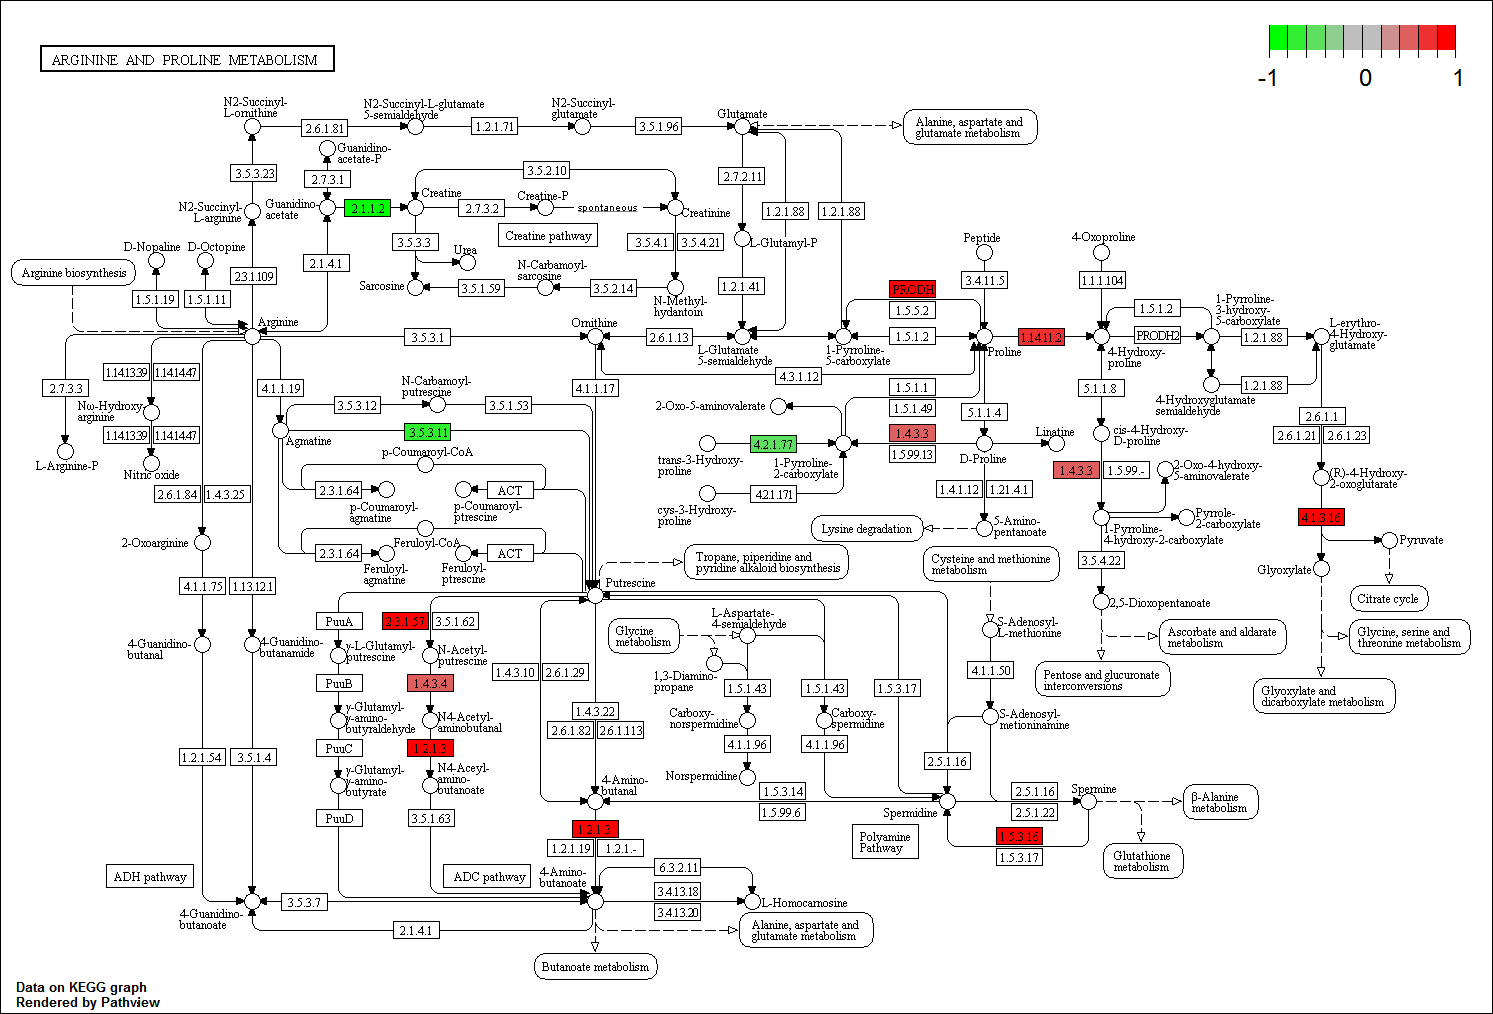 ARGININE AND PROLINE METABOLISM
-1
0
1
N2-Succinyl-
L-ornithine
2.6.1.81
N2-Succinyl-L-glutamate
5-semialdehyde
1.2.1.71
N2-Succinyl-
glutamate
3.5.1.96
Glutamate
Alanine, aspartate and
glutamate metabolism
Guanidino-
acetate-P
3.5.3.23
2.7.3.1
3.5.2.10
2.7.2.11
N2-Succinyl-
L-arginine
Guanidino-
acetate
2.1.1.2
Creatine
2.7.3.2
Creatine-P
spontaneous
Creatinine
1.2.1.88
1.2.1.88
Creatine pathway
3.5.3.3
Urea
3.5.4.1
3.5.4.21
L-Glutamyl-P
Peptide
4-Oxoproline
D-Nopaline
D-Octopine
Arginine biosynthesis
2.3.1.109
2.1.4.1
1.5.1.19
1.5.1.11
Sarcosine
3.5.1.59
N-Carbamoyl-
sarcosine
3.5.2.14
N-Methyl-
hydantoin
1.2.1.41
PRODH
1.5.5.2
3.4.11.5
1.1.1.104
1.5.1.2
1-Pyrroline-
3-hydroxy-
5-carboxylate
Arginine
3.5.3.1
Ornithine
2.6.1.13
L-Glutamate
5-semialdehyde
1-Pyrroline-
5-carboxylate
1.5.1.2
Proline
1.14.11.2
4-Hydroxy-
proline
PRODH2
1.2.1.88
L-erythro-
4-Hydroxy-
glutamate
1.14.13.39
1.14.14.47
2.7.3.3
4.1.1.19
N-Carbamoyl-
putrescine
4.1.1.17
4.3.1.12
1.5.1.1
1.5.1.49
5.1.1.8
1.2.1.88
4-Hydroxyglutamate
semialdehyde
Nω-Hydroxy
arginine
3.5.3.12
3.5.1.53
2-Oxo-5-aminovalerate
5.1.1.4
2.6.1.1
2.6.1.21
2.6.1.23
1.14.13.39
1.14.14.47
Agmatine
3.5.3.11
4.2.1.77
1.4.3.3
1.5.99.13
Linatine
cis-4-Hydroxy-
D-proline
L-Arginine-P
Nitric oxide
p-Coumaroyl-CoA
trans-3-Hydroxy-
proline
1-Pyrroline-
2-carboxylate
D-Proline
1.4.3.3
1.5.99.-
2-Oxo-4-hydroxy-
5-aminovalerate
(R)-4-Hydroxy-
2-oxoglutarate
2.6.1.84
1.4.3.25
2.3.1.64
ACT
p-Coumaroyl-
agmatine
p-Coumaroyl-
ptrescine
4.2.1.171
cys-3-Hydroxy-
proline
1.4.1.12
1.21.4.1
Lysine degradation
5-Amino-
pentanoate
1-Pyrroline-
4-hydroxy-2-carboxylate
Pyrrole-
2-carboxylate
4.1.3.16
Pyruvate
2-Oxoarginine
2.3.1.64
Feruloyl-CoA
ACT
Feruloyl-
agmatine
Feruloyl-
ptrescine
Tropane, piperidine and
pyridine alkaloid biosynthesis
Cysteine and methionine
metabolism
3.5.4.22
Glyoxylate
Citrate cycle
4.1.1.75
1.13.12.1
Putrescine
2,5-Dioxopentanoate
PuuA
2.3.1.57
3.5.1.62
Glycine
metabolism
L-Aspartate-
4-semialdehyde
S-Adenosyl-
L-methionine
Ascorbate and aldarate
metabolism
Glycine, serine and
threonine metabolism
4-Guanidino-
butanal
4-Guanidino-
butanamide
γ-L-Glutamyl-
putrescine
N-Acetyl-
putrescine
1.4.3.10
2.6.1.29
1,3-Diamino-
propane
4.1.1.50
Pentose and glucuronate
interconversions
Glyoxylate and
dicarboxylate metabolism
PuuB
1.4.3.4
1.5.1.43
1.5.1.43
1.5.3.17
γ-Glutamyl-
γ-amino-
butyraldehyde
N4-Acetyl-
aminobutanal
1.4.3.22
2.6.1.82
2.6.1.113
Carboxy-
norspermidine
Carboxy-
spermidine
S-Adenosyl-
metioninamine
1.2.1.54
3.5.1.4
PuuC
1.2.1.3
4.1.1.96
4.1.1.96
2.5.1.16
γ-Glutamyl-
γ-amino-
butyrate
N4-Aceyl-
amino-
butanoate
4-Amino-
butanal
Norspermidine
1.5.3.14
1.5.99.6
Spermidine
2.5.1.16
2.5.1.22
Spermine
β-Alanine
metabolism
PuuD
3.5.1.63
1.2.1.3
1.2.1.19
1.2.1.-
Polyamine
Pathway
1.5.3.16
1.5.3.17
Glutathione
metabolism
ADH pathway
ADC pathway
4-Amino-
butanoate
6.3.2.11
3.4.13.18
3.4.13.20
L-Homocarnosine
4-Guanidino-
butanoate
3.5.3.7
2.1.4.1
Alanine, aspartate and
glutamate metabolism
Butanoate metabolism
Data on KEGG graph
Rendered by Pathview